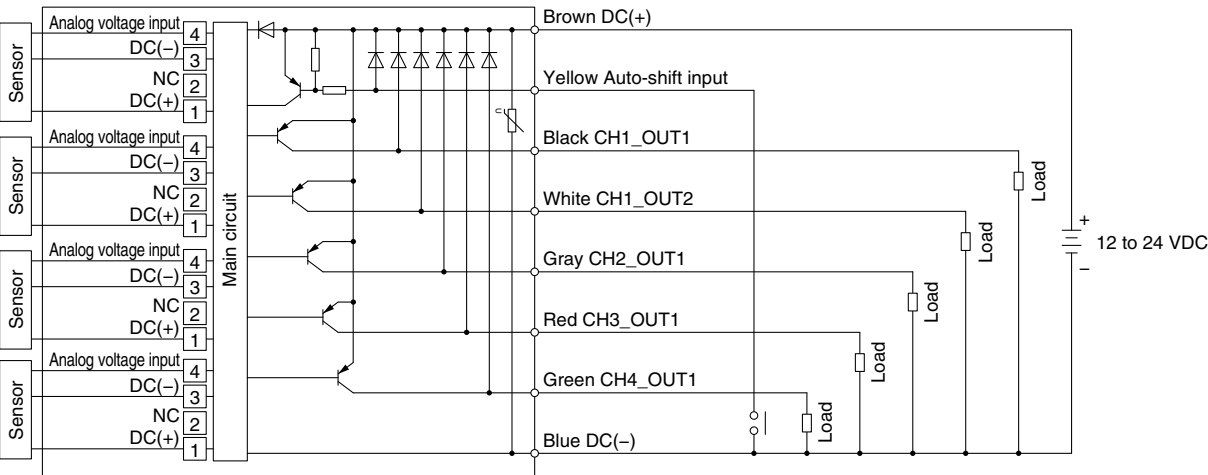 Sensor
Analog voltage input 4
DC(−) 3
NC 2
DC(+) 1
Sensor
Analog voltage input 4
DC(−) 3
NC 2
DC(+) 1
Sensor
Analog voltage input 4
DC(−) 3
NC 2
DC(+) 1
Sensor
Analog voltage input 4
DC(−) 3
NC 2
DC(+) 1
Main circuit
U
Brown DC(+)
Yellow Auto-shift input
Black CH1_OUT1
White CH1_OUT2
Gray CH2_OUT1
Red CH3_OUT1
Green CH4_OUT1
Blue DC(−)
Load
Load
Load
Load
Load
+
12 to 24 VDC
−